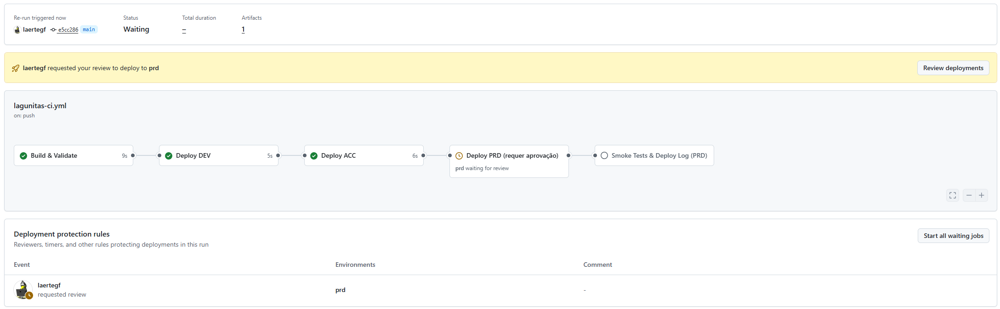 Re-run triggered now
laertegf e5cc286 main
Status
Waiting
Total duration
–
Artifacts
1
laertegf requested your review to deploy to prd
Review deployments
lagunitas-ci.yml
on: push
Build & Validate 9s
Deploy DEV 5s
Deploy ACC 6s
Deploy PRD (requer aprovação)
prd waiting for review
Smoke Tests & Deploy Log (PRD)
Deployment protection rules
Reviewers, timers, and other rules protecting deployments in this run
Start all waiting jobs
Event Environments Comment
laertegf
requested review
prd
-